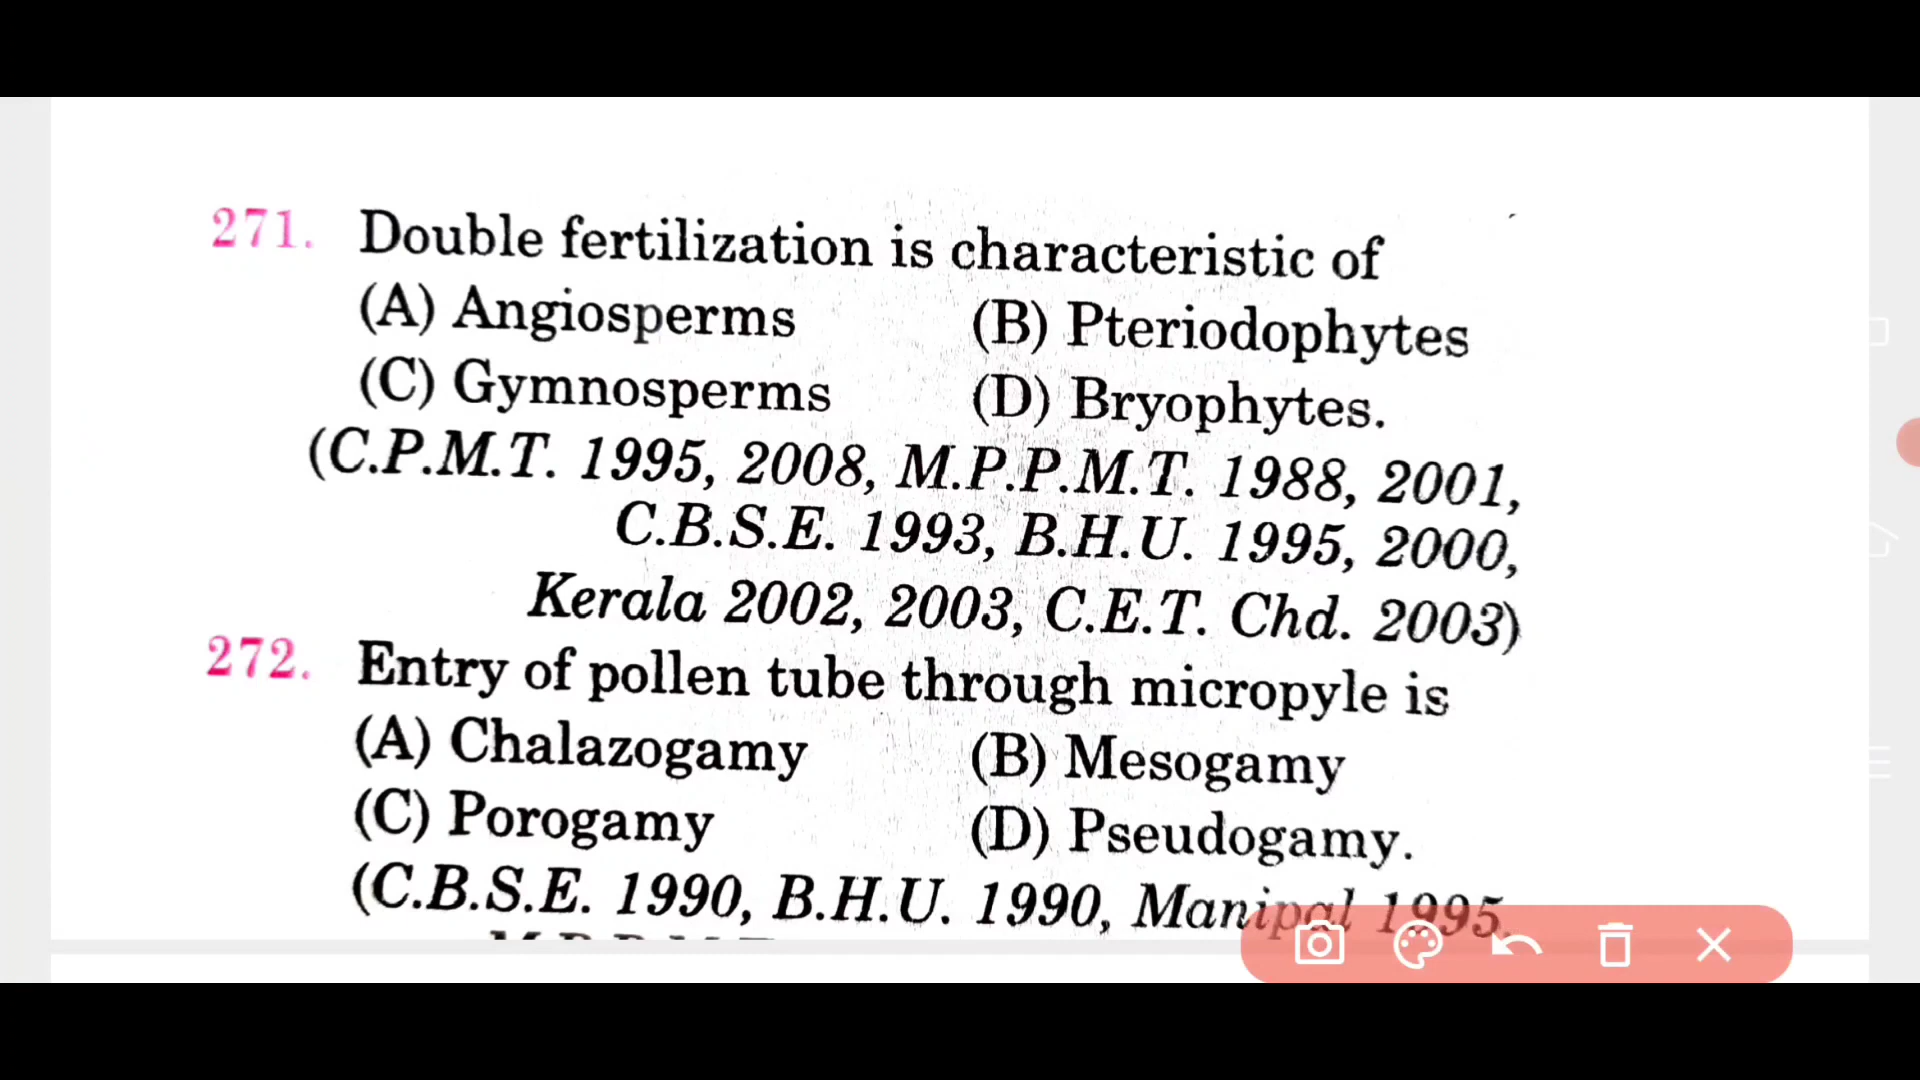 271. Double fertilization is characteristic of
(A) Angiosperms (B) Pteriodophytes
(C) Gymnosperms (D) Bryophytes.
(C.P.M.T. 1995, 2008, M.P.P.M.T. 1988, 2001,
C.B.S.E. 1993, B.H.U. 1995, 2000,
Kerala 2002, 2003, C.E.T. Chd. 2003)
272. Entry of pollen tube through micropyle is
(A) Chalazogamy (B) Mesogamy
(C) Porogamy (D) Pseudogamy.
(C.B.S.E. 1990, B.H.U. 1990, Manipal 1995,